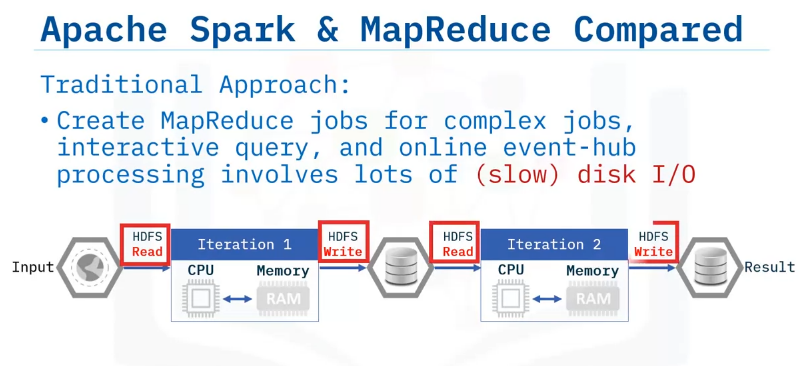 Apache Spark & MapReduce Compared
Traditional Approach:
• Create MapReduce jobs for complex jobs,
interactive query, and online event-hub
processing involves lots of (slow) disk I/O
Input
HDFS
Read
Iteration 1
CPU
Memory
RAM
HDFS
Write
HDFS
Read
Iteration 2
CPU
Memory
RAM
HDFS
Write
Result